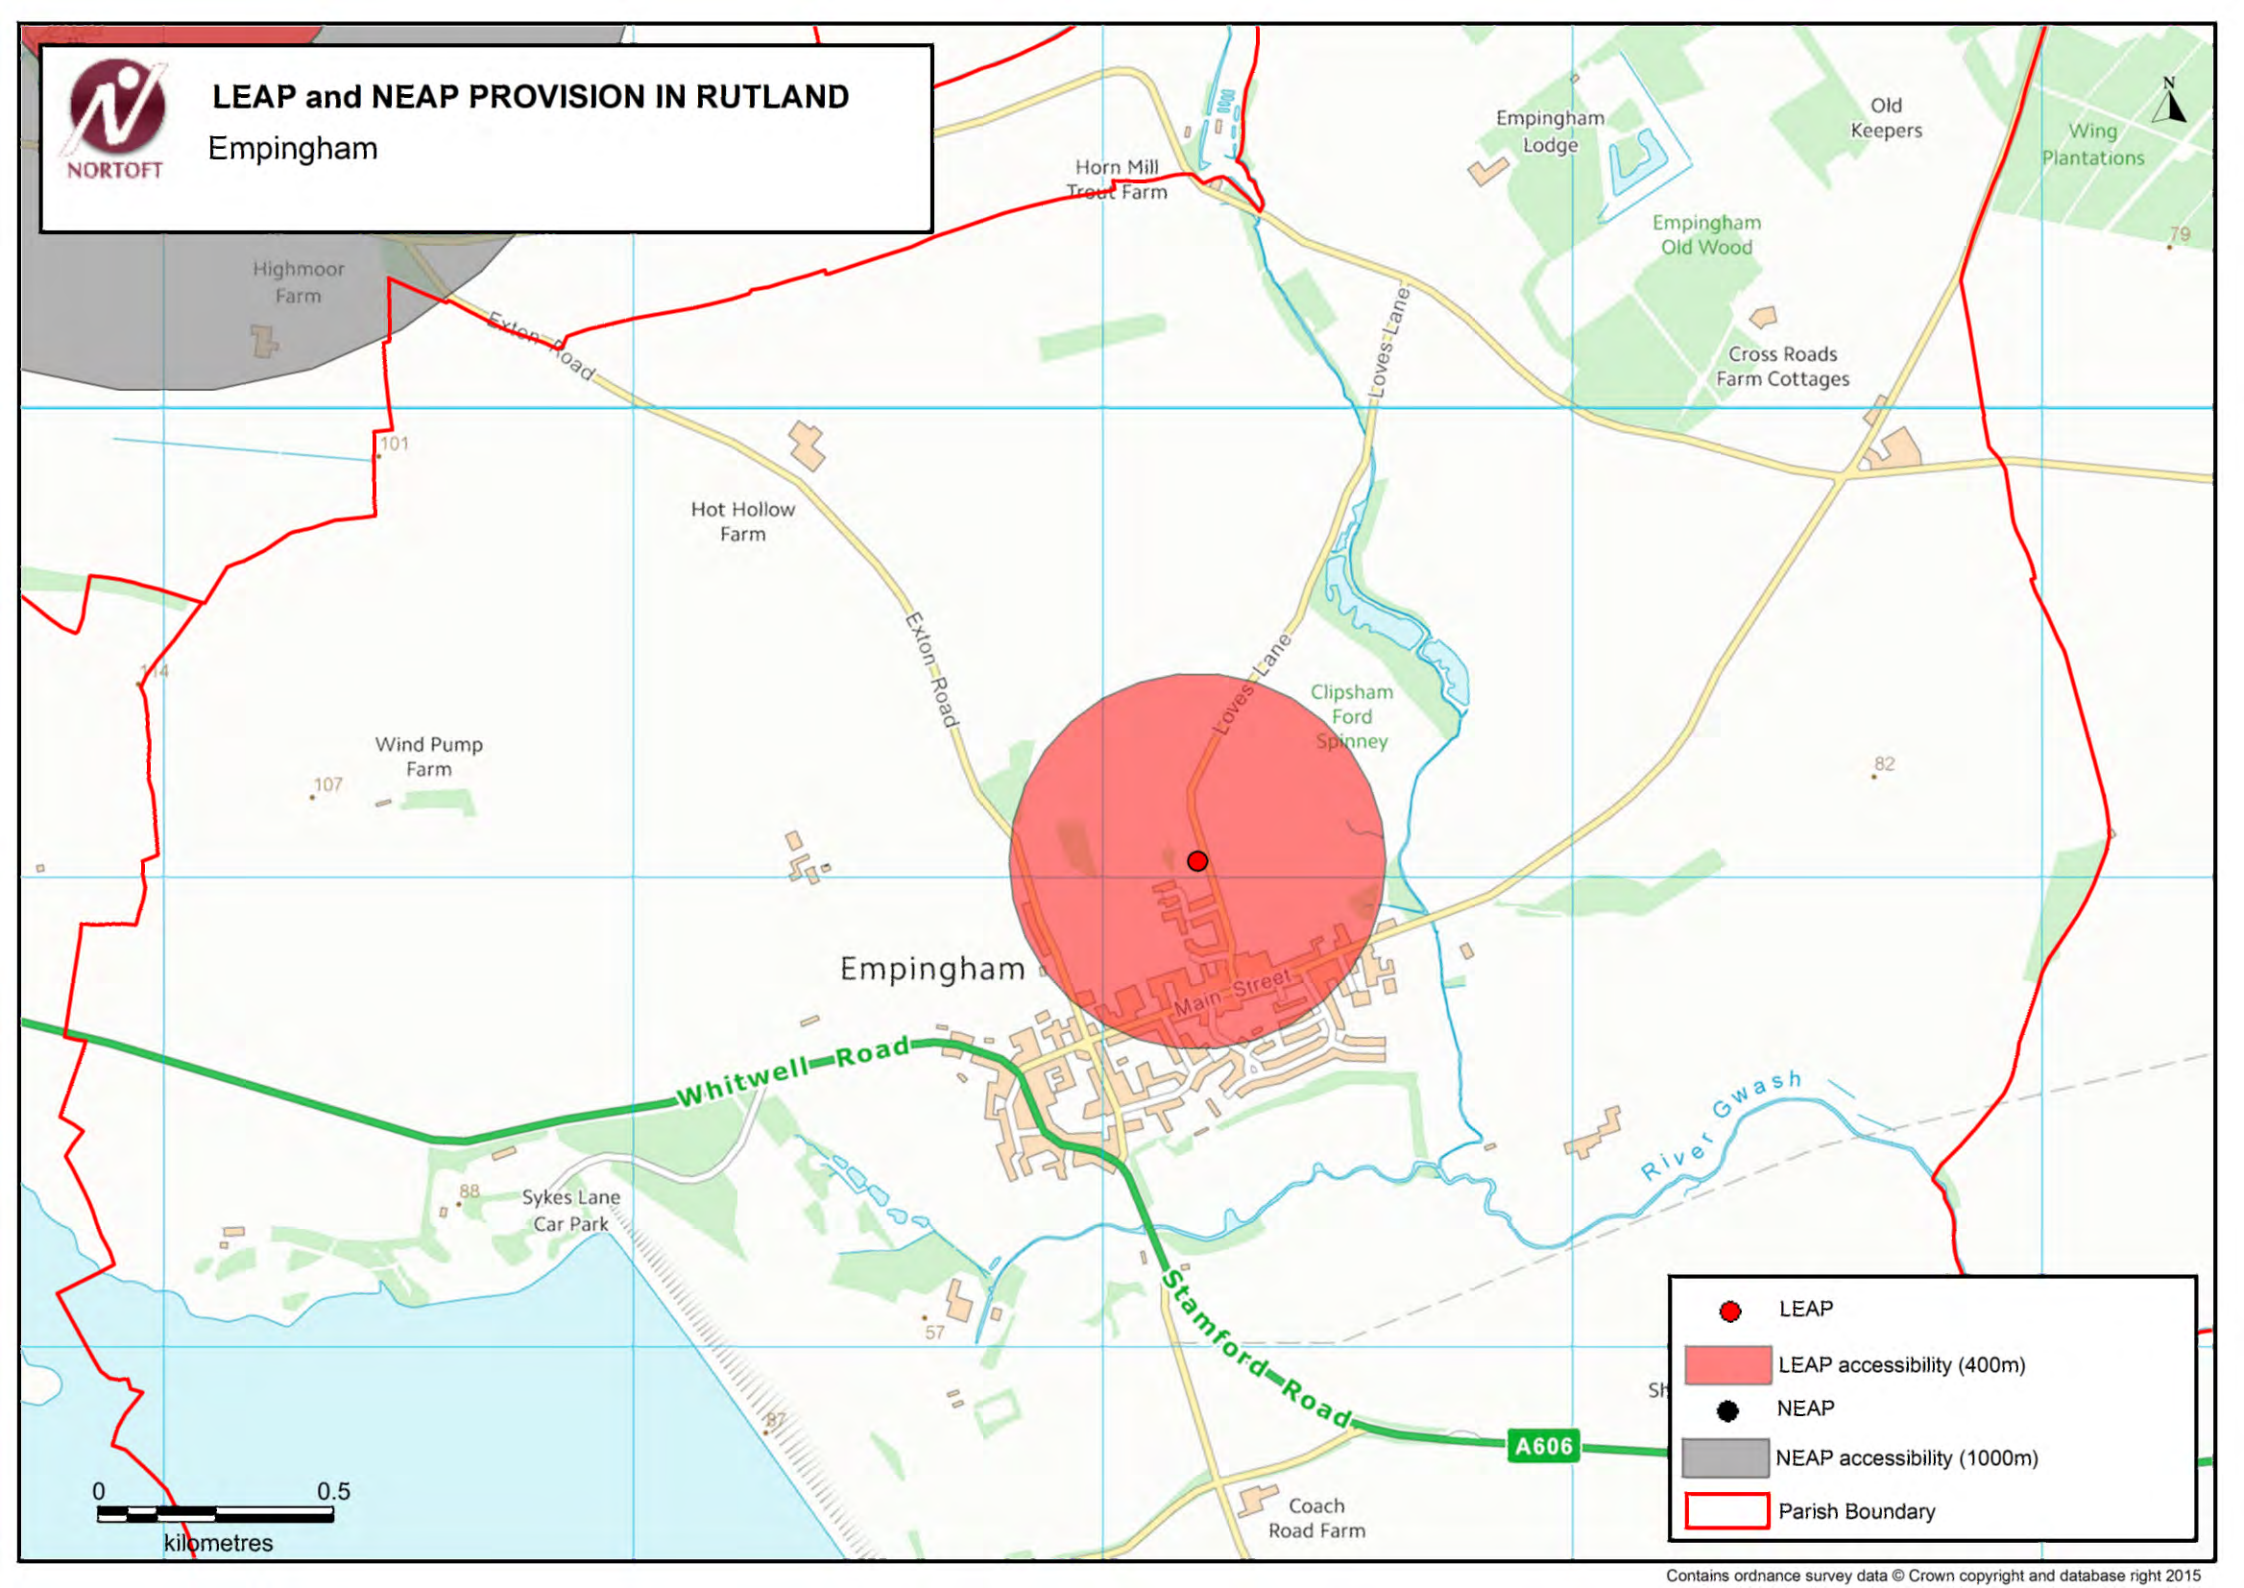 LEAP and NEAP PROVISION IN RUTLAND
Empingham
NORTOFT
N
Empingham
Lodge
Old
Keepers
Wing
Plantations
Horn Mill
Trout Farm
Empingham
Old Wood
79
Highmoor
Farm
Exton Road
Loves Lane
Cross Roads
Farm Cottages
101
Hot Hollow
Farm
Exton Road
Loves Lane
114
Clipsham
Ford
Spinney
Wind Pump
Farm
107
82
Empingham
Main Street
Whitwell Road
River Gwash
88
Sykes Lane
Car Park
57
Stamford Road
87
A606
Coach
Road Farm
0 0.5
kilometres
LEAP
LEAP accessibility (400m)
NEAP
NEAP accessibility (1000m)
Parish Boundary
Contains ordnance survey data © Crown copyright and database right 2015